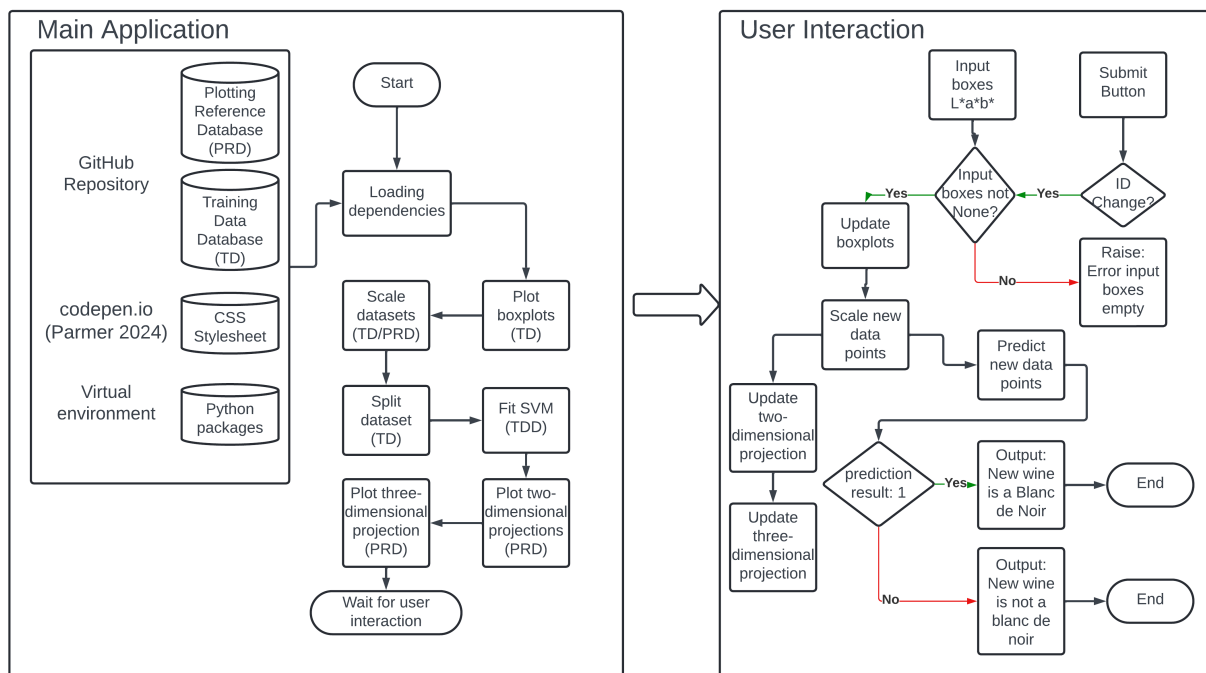 Main Application
GitHub
Repository
Plotting
Reference
Database
(PRD)
Training
Data
Database
(TD)
codepen.io
(Parmer 2024)
CSS
Stylesheet
Virtual
environment
Python
packages
Start
Loading
dependencies
Plot
boxplots
(TD)
Scale
datasets
(TD/PRD)
Split
dataset
(TD)
Fit SVM
(TDD)
Plot two-
dimensional
projections
(PRD)
Plot three-
dimensional
projection
(PRD)
Wait for user
interaction
User Interaction
Input
boxes
L*a*b*
Submit
Button
ID
Change?
Yes
Input
boxes not
None?
Yes
No
Raise:
Error input
boxes
empty
Update
boxplots
Scale new
data
points
Predict
new data
points
Update
two-
dimensional
projection
Update
three-
dimensional
projection
prediction
result: 1
Yes
Output:
New wine
is a Blanc
de Noir
End
No
Output:
New wine
is not a
blanc de
noir
End